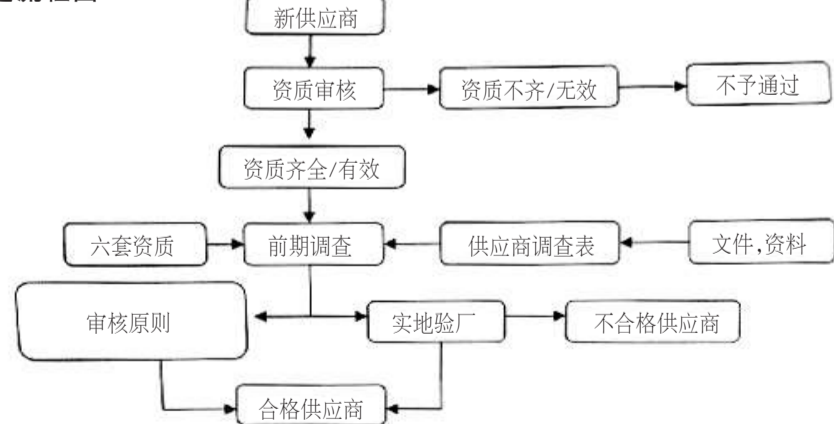 新供应商
资质审核
资质不齐/无效
不予通过
资质齐全/有效
六套资质
前期调查
供应商调查表
文件,资料
审核原则
实地验厂
不合格供应商
合格供应商